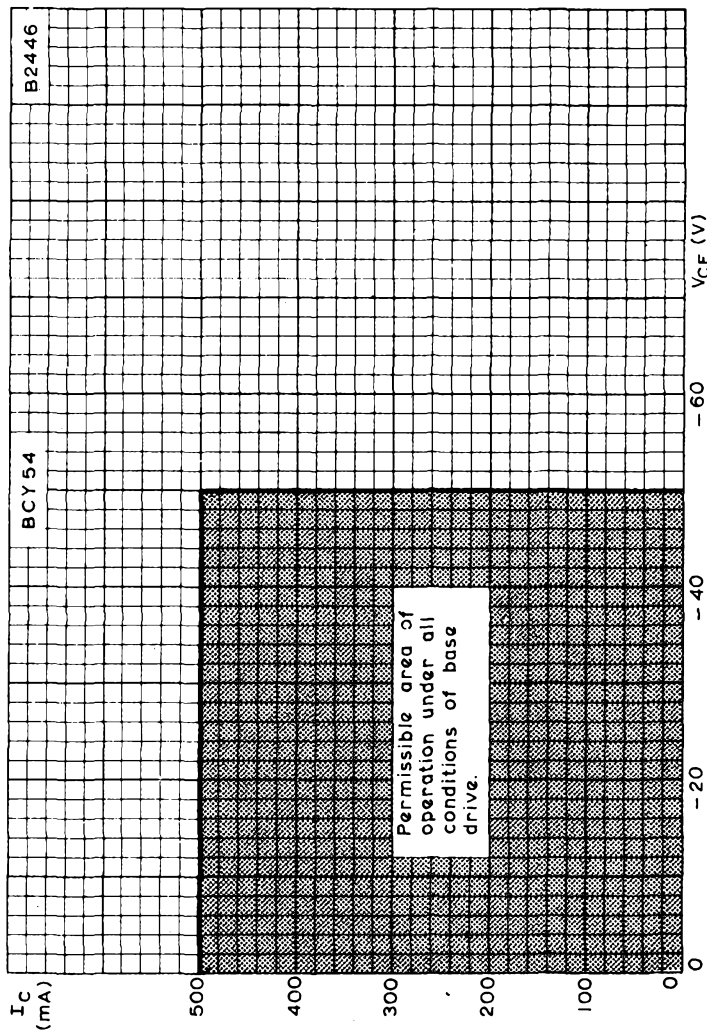 BCY54
B2446
I
C
(mA)
500
400
300
200
100
0
Permissible area of
operation under all
conditions of base
drive.
0
-20
-40
-60
VCE (V)